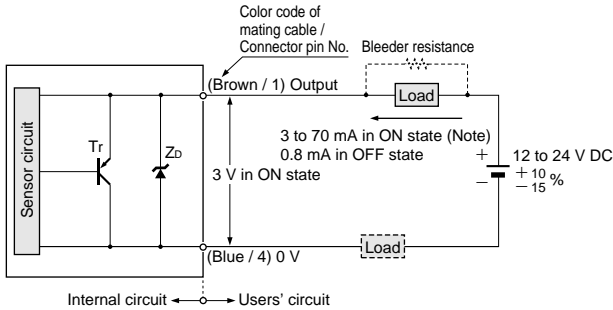 Color code of
mating cable /
Connector pin No.
Bleeder resistance
(Brown / 1) Output
Load
Sensor circuit
Tr
ZD
3 V in ON state
3 to 70 mA in ON state (Note)
0.8 mA in OFF state
+
−
12 to 24 V DC
+ 10
− 15 %
(Blue / 4) 0 V
Load
Internal circuit
Users' circuit